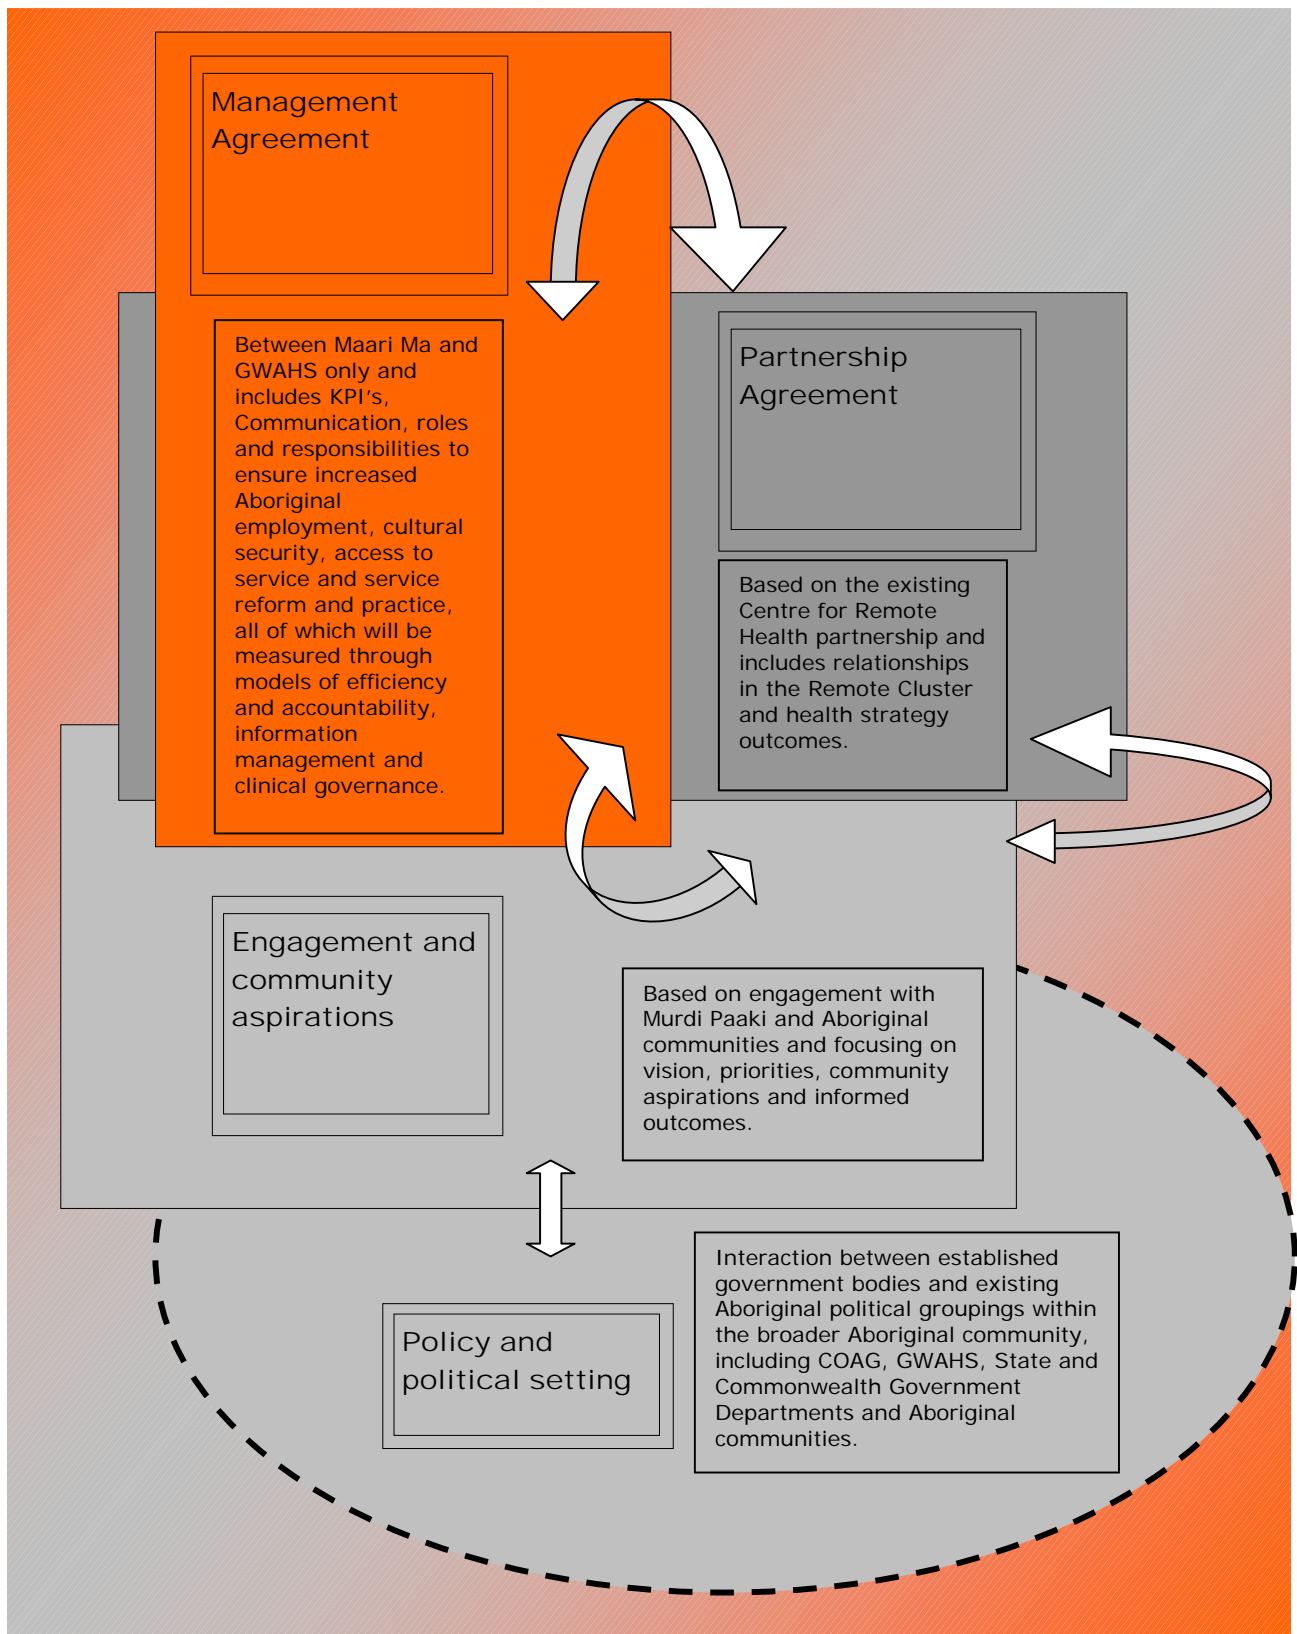 Management
Agreement
Between Maari Ma and
GWAHS only and
includes KPI's,
Communication, roles
and responsibilities to
ensure increased
Aboriginal
employment, cultural
security, access to
service and service
reform and practice,
all of which will be
measured through
models of efficiency
and accountability,
information
management and
clinical governance.
Partnership
Agreement
Based on the existing
Centre for Remote
Health partnership and
includes relationships
in the Remote Cluster
and health strategy
outcomes.
Engagement and
community
aspirations
Based on engagement with
Murdi Paaki and Aboriginal
communities and focusing on
vision, priorities, community
aspirations and informed
outcomes.
Policy and
political setting
Interaction between established
government bodies and existing
Aboriginal political groupings within
the broader Aboriginal community,
including COAG, GWAHS, State and
Commonwealth Government
Departments and Aboriginal
communities.